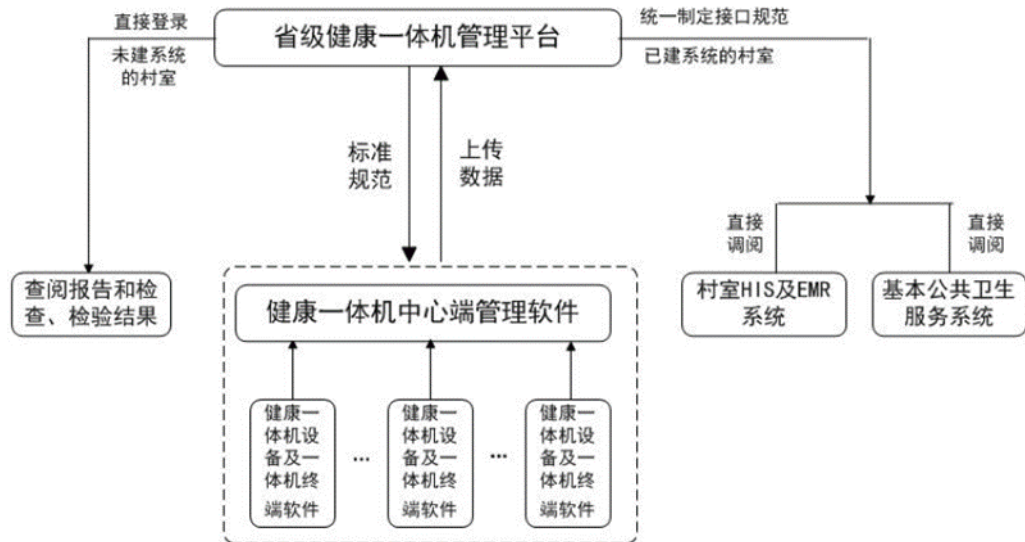 直接登录
未建系统
的村室
省级健康一体机管理平台
统一制定接口规范
已建系统的村室
标准
规范
上传
数据
直接
调阅
直接
调阅
查阅报告和检
查、检验结果
健康一体机中心端管理软件
村室HIS及EMR
系统
基本公共卫生
服务系统
健康一
体机设
备及一
体机终
端软件
...
健康一
体机设
备及一
体机终
端软件
...
健康一
体机设
备及一
体机终
端软件